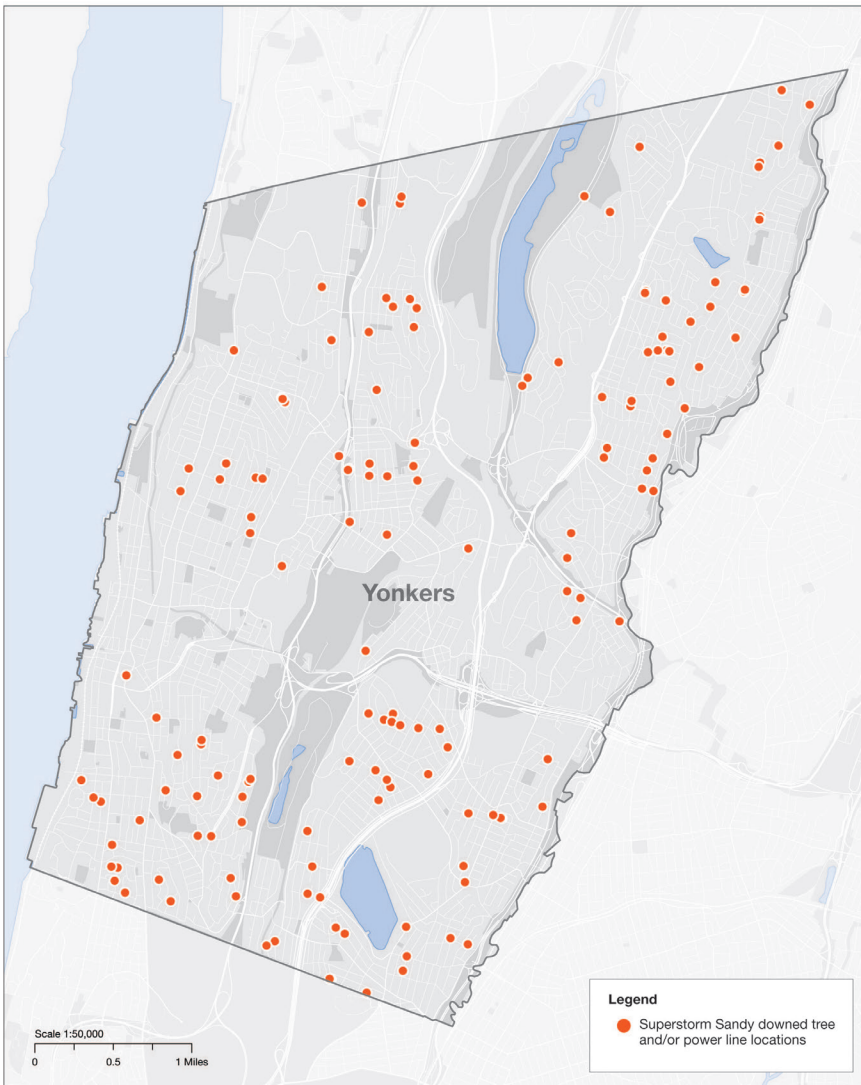 Yonkers
Legend
Superstorm Sandy downed tree
and/or power line locations
Scale 1:50,000
0 0.5 1 Miles